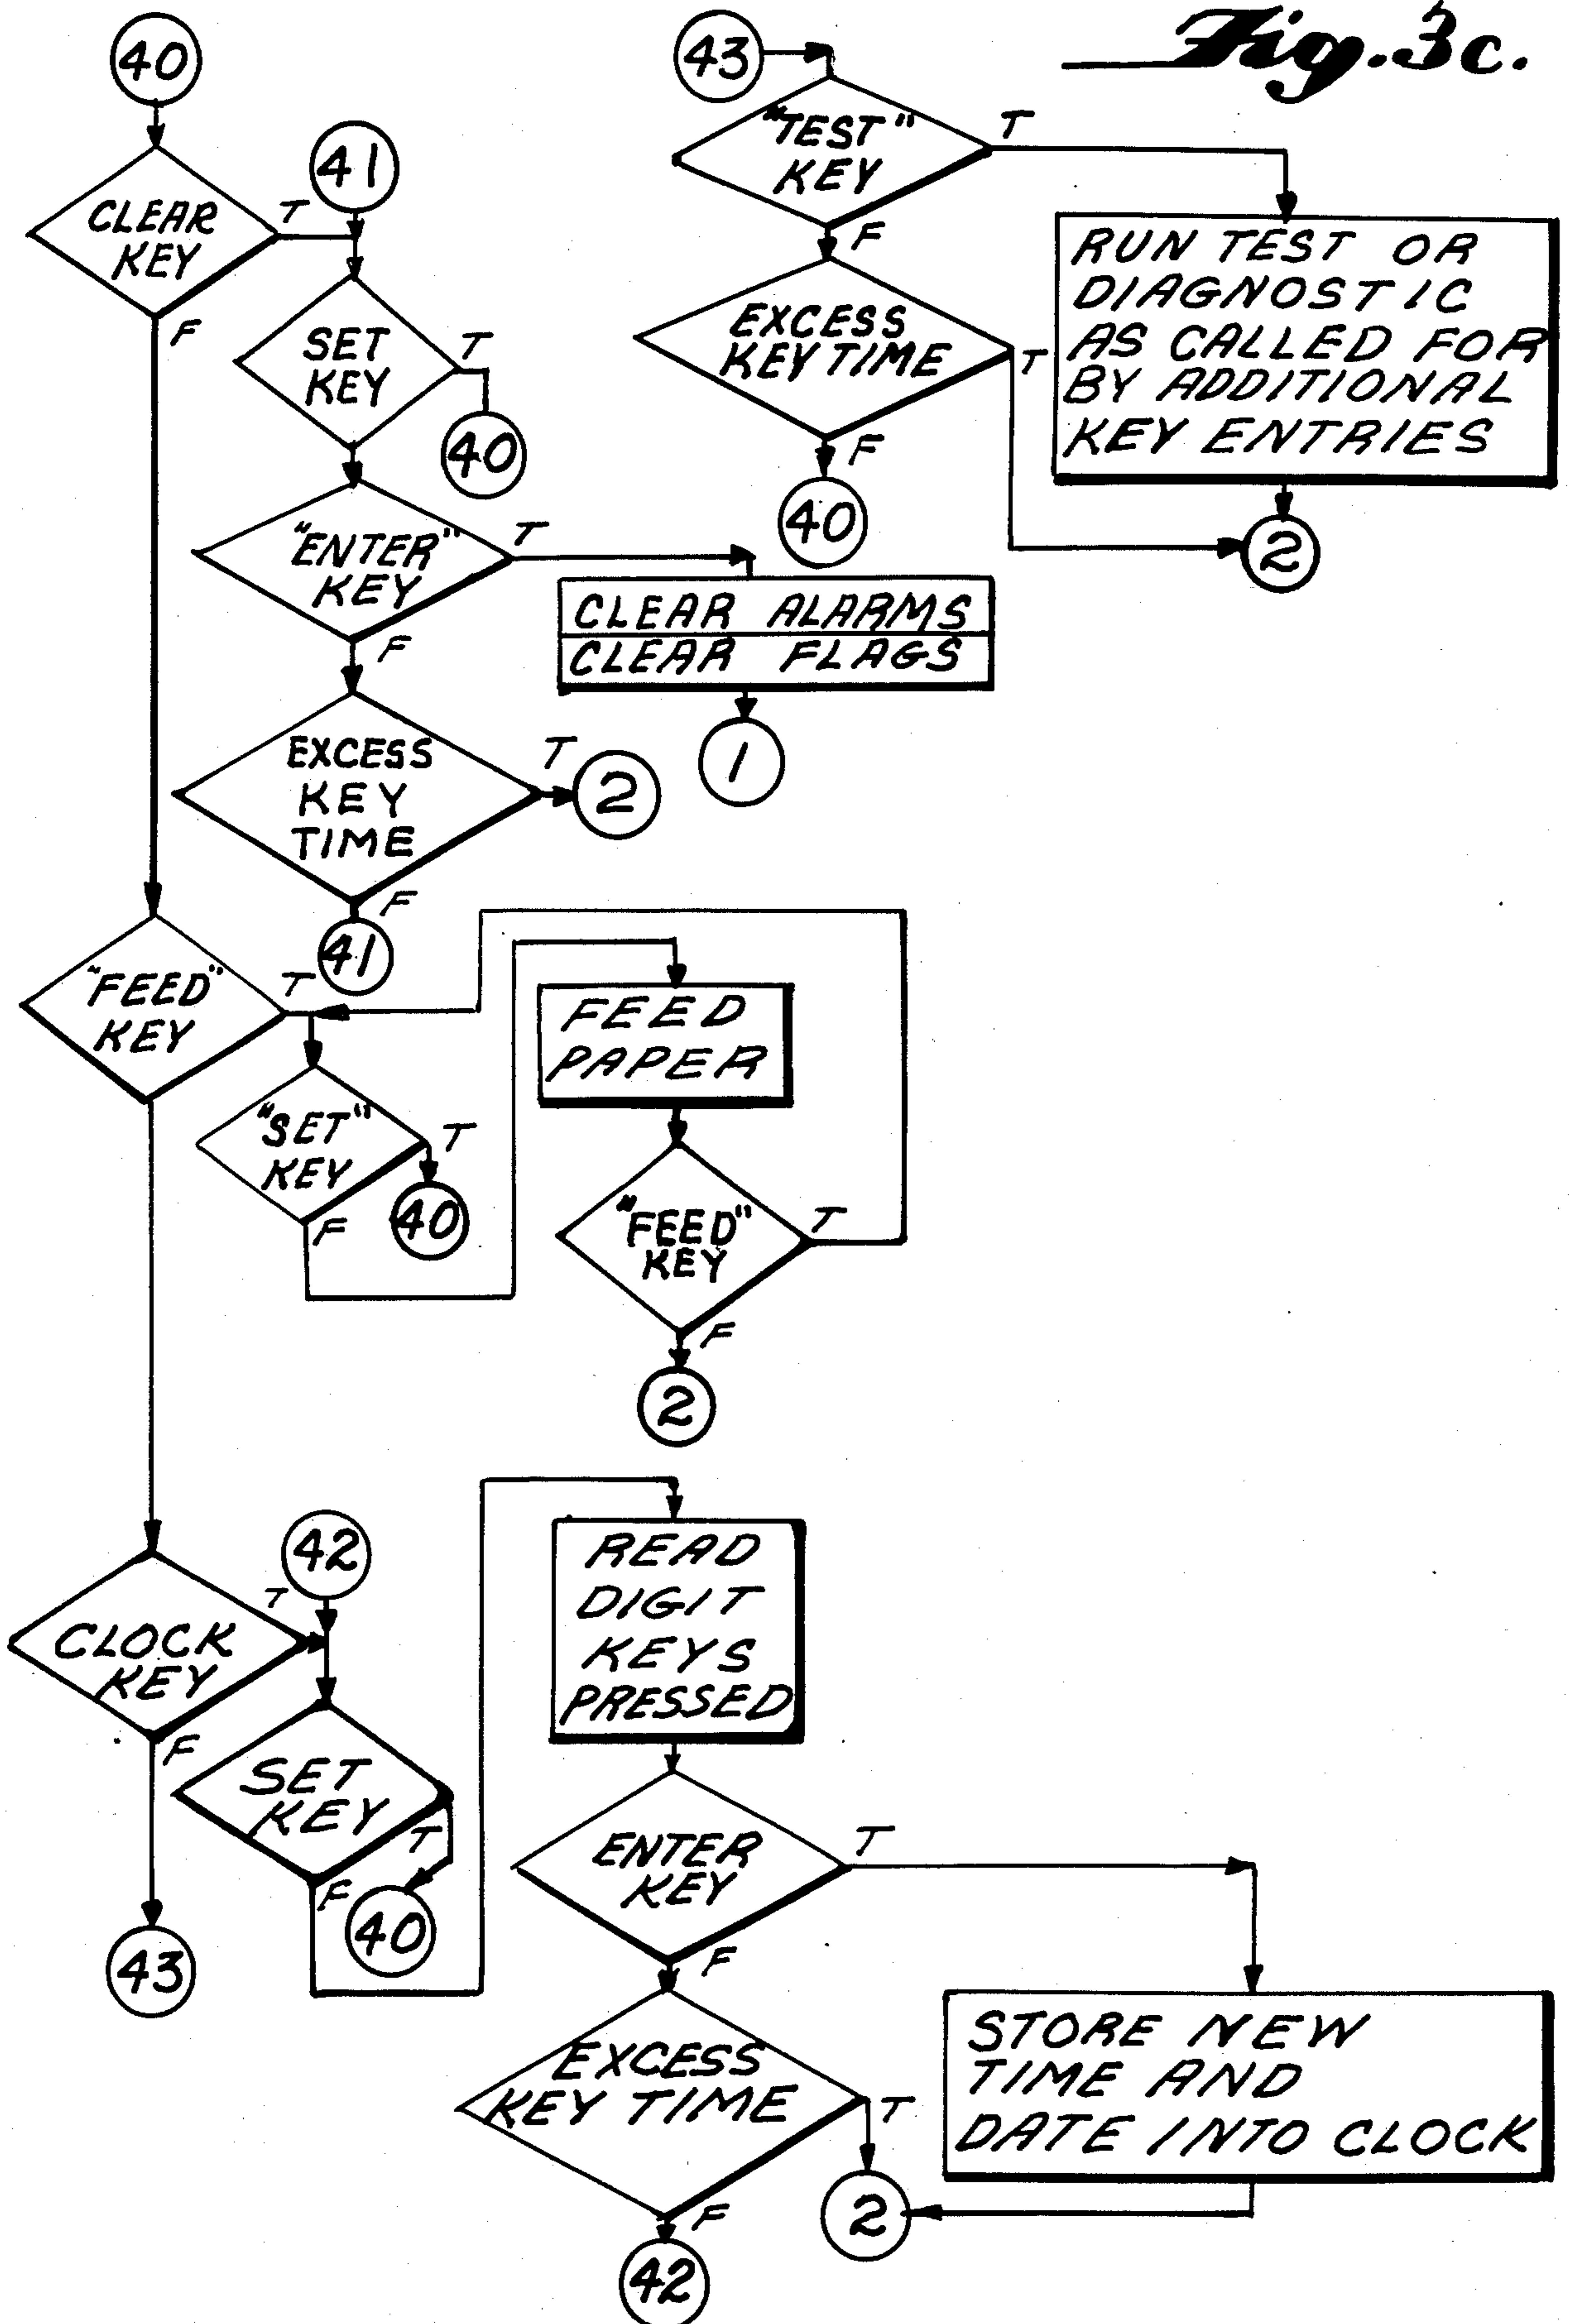 Fig. 3c.
40
CLEAR
KEY
T
F
41
SET
KEY
T
40
"ENTER"
KEY
T
F
CLEAR ALARMS
CLEAR FLAGS
1
EXCESS
KEY
TIME
T
2
F
41
43
"TEST"
KEY
T
F
EXCESS
KEY TIME
T
F
40
RUN TEST OR
DIAGNOSTIC
AS CALLED FOR
BY ADDITIONAL
KEY ENTRIES
2
"FEED"
KEY
T
"SET"
KEY
T
40
F
FEED
PAPER
"FEED"
KEY
T
F
2
CLOCK
KEY
T
F
43
42
SET
KEY
T
40
F
READ
DIGIT
KEYS
PRESSED
ENTER
KEY
T
F
EXCESS
KEY TIME
T
F
42
STORE NEW
TIME AND
DATE INTO CLOCK
2